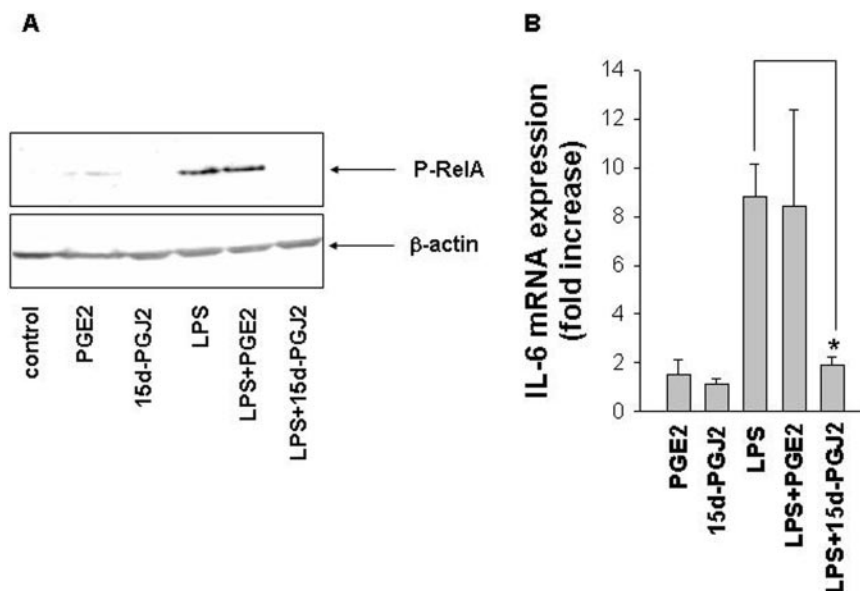 A
P-RelA
β-actin
control
PGE2
15d-PGJ2
LPS
LPS+PGE2
LPS+15d-PGJ2
B
IL-6 mRNA expression
(fold increase)
14
12
10
8
6
4
2
0
*
PGE2
15d-PGJ2
LPS
LPS+PGE2
LPS+15d-PGJ2